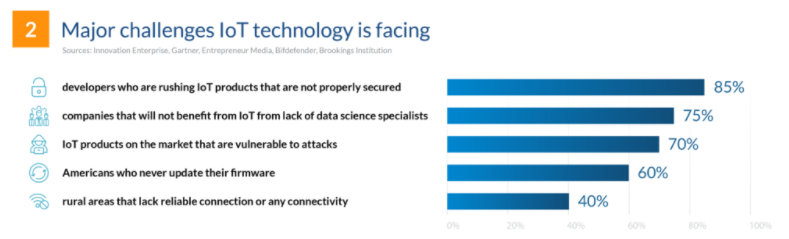 2
Major challenges IoT technology is facing
Sources: Innovation Enterprise, Gartner, Entrepreneur Media, Bifdefender, Brookings Institution
developers who are rushing IoT products that are not properly secured 85%
companies that will not benefit from IoT from lack of data science specialists 75%
IoT products on the market that are vulnerable to attacks 70%
Americans who never update their firmware 60%
rural areas that lack reliable connection or any connectivity 40%
0% 20% 40% 60% 80% 100%